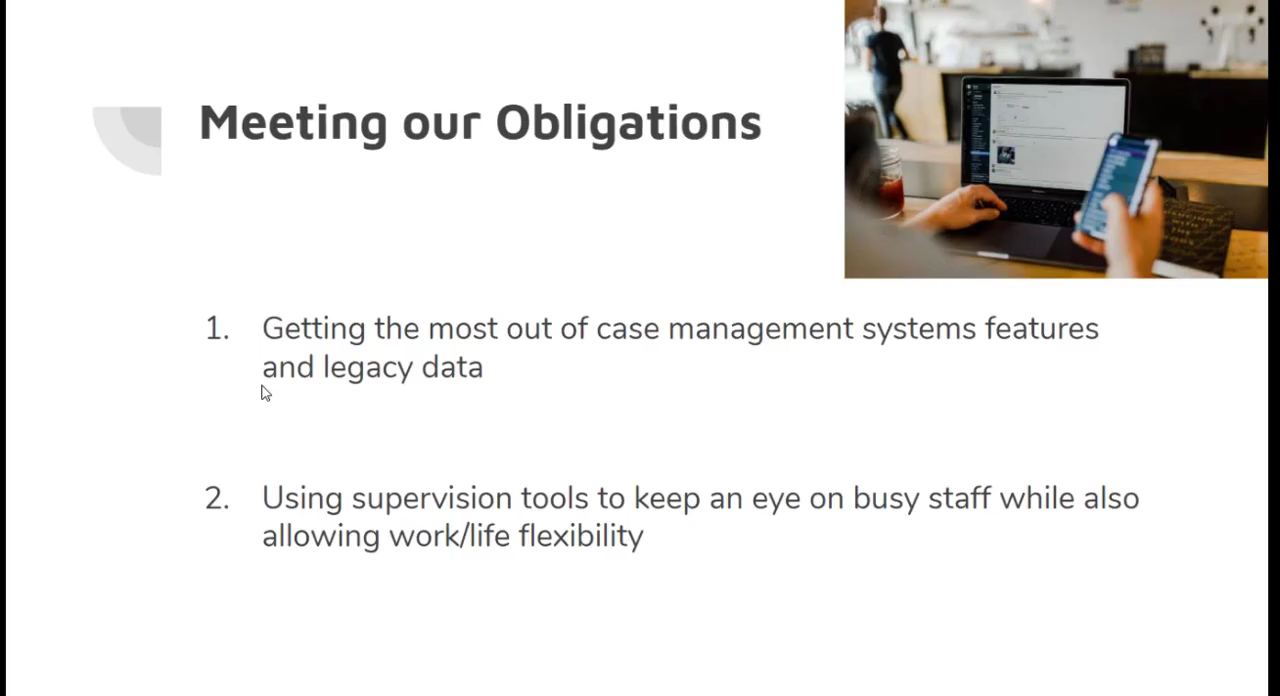 Meeting our Obligations
1. Getting the most out of case management systems features
and legacy data
2. Using supervision tools to keep an eye on busy staff while also
allowing work/life flexibility